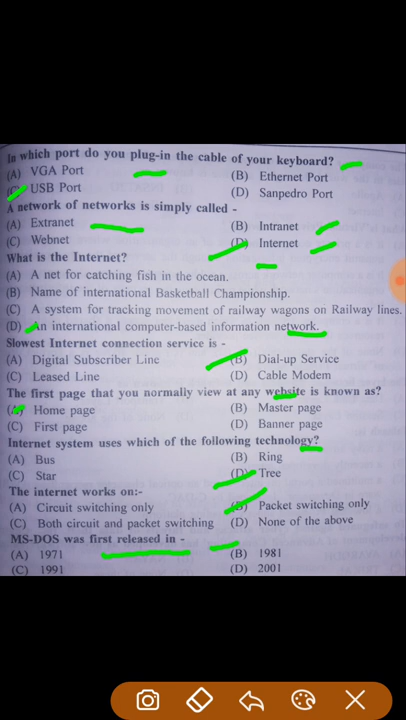 In which port do you plug-in the cable of your keyboard?
(A) VGA Port (B) Ethernet Port
(C) USB Port (D) Sanpedro Port
A network of networks is simply called -
(A) Extranet (B) Intranet
(C) Webnet (D) Internet
What is the Internet?
(A) A net for catching fish in the ocean.
(B) Name of international Basketball Championship.
(C) A system for tracking movement of railway wagons on Railway lines.
(D) An international computer-based information network.
Slowest Internet connection service is -
(A) Digital Subscriber Line (B) Dial-up Service
(C) Leased Line (D) Cable Modem
The first page that you normally view at any website is known as?
(A) Home page (B) Master page
(C) First page (D) Banner page
Internet system uses which of the following technology?
(A) Bus (B) Ring
(C) Star (D) Tree
The internet works on:-
(A) Circuit switching only (B) Packet switching only
(C) Both circuit and packet switching (D) None of the above
MS-DOS was first released in -
(A) 1971 (B) 1981
(C) 1991 (D) 2001